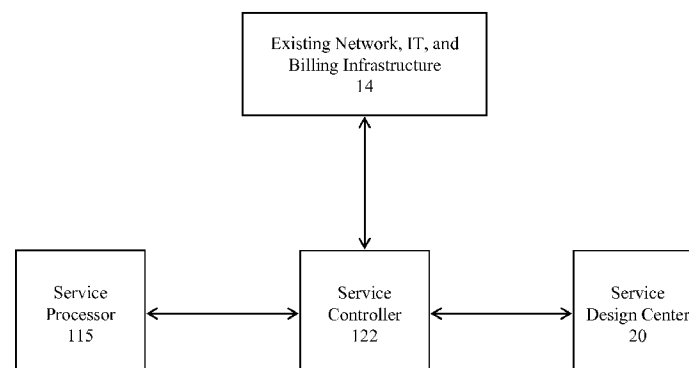 Existing Network, IT, and
Billing Infrastructure
14
Service
Processor
115
Service
Controller
122
Service
Design Center
20